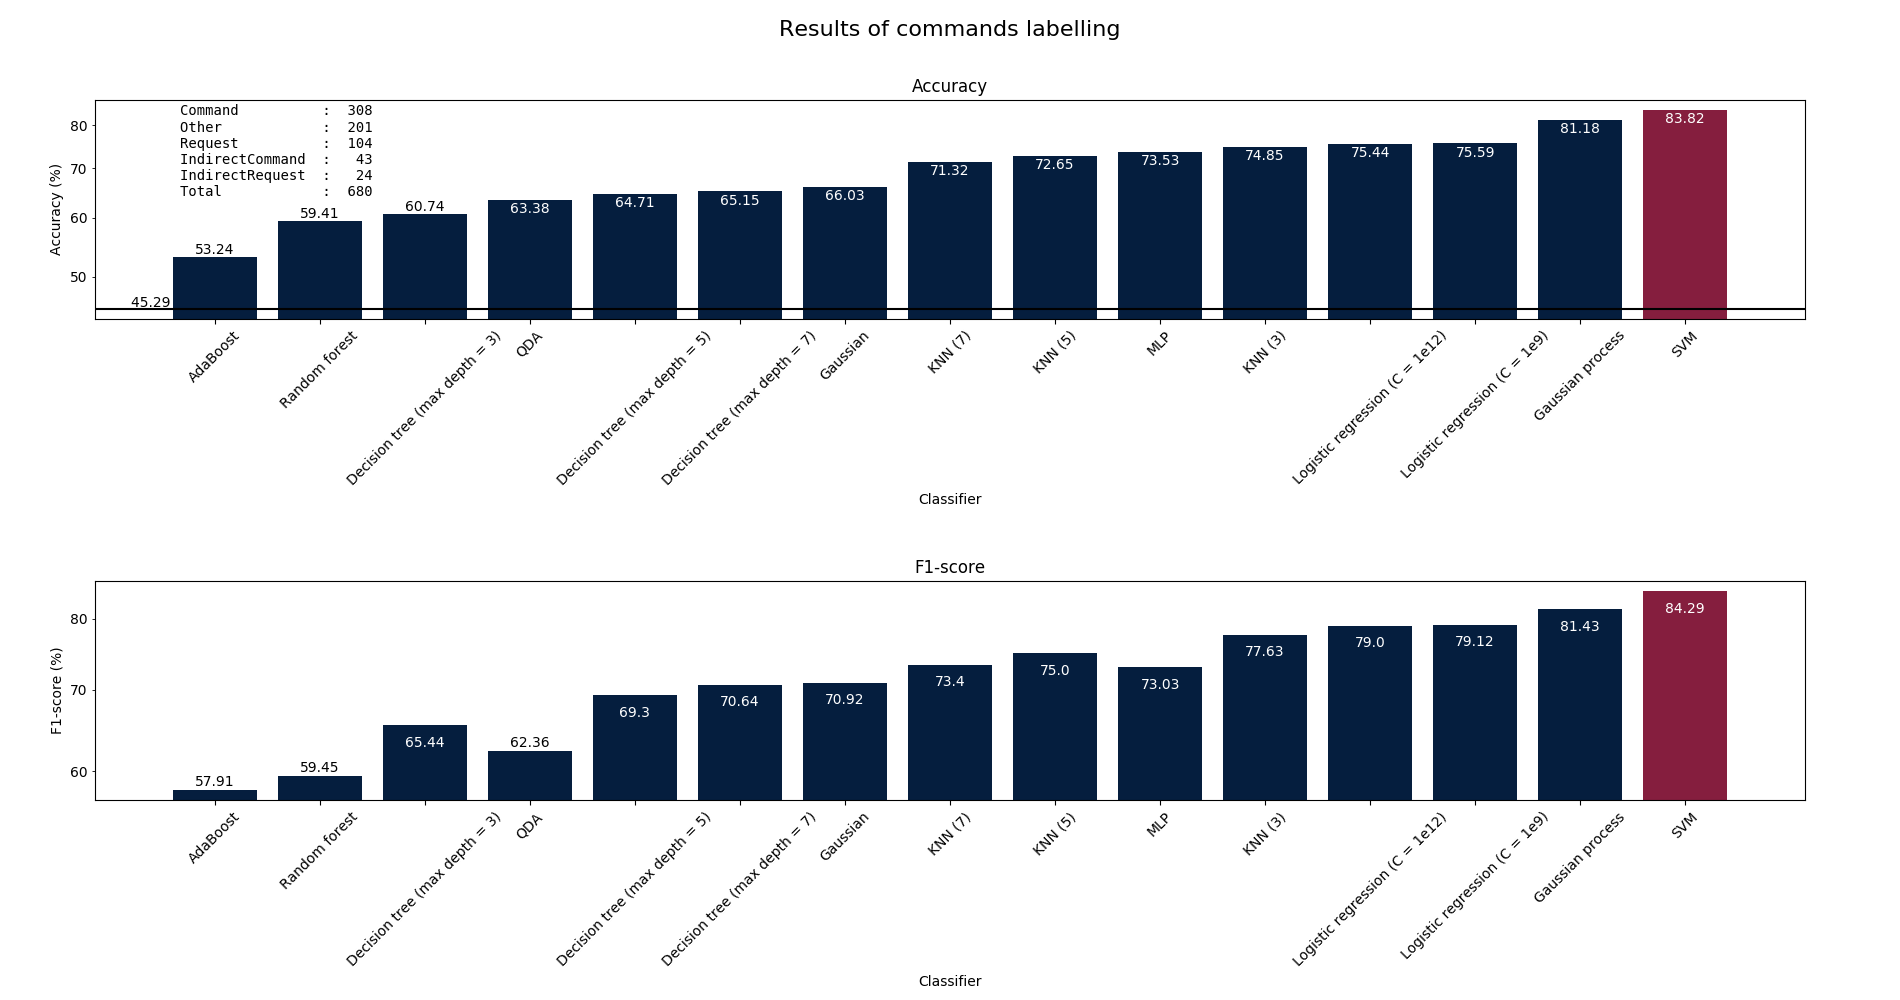 Results of commands labelling
Accuracy
Command : 308
Other : 201
Request : 104
IndirectCommand : 43
IndirectRequest : 24
Total : 680
Accuracy (%)
80
70
60
50
45.29
53.24
59.41
60.74
63.38
64.71
65.15
66.03
71.32
72.65
73.53
74.85
75.44
75.59
81.18
83.82
AdaBoost
Random forest
Decision tree (max depth = 3)
QDA
Decision tree (max depth = 5)
Decision tree (max depth = 7)
Gaussian
KNN (7)
KNN (5)
MLP
KNN (3)
Logistic regression (C = 1e12)
Logistic regression (C = 1e9)
Gaussian process
SVM
Classifier
F1-score
F1-score (%)
80
70
60
57.91
59.45
65.44
62.36
69.3
70.64
70.92
73.4
75.0
73.03
77.63
79.0
79.12
81.43
84.29
AdaBoost
Random forest
Decision tree (max depth = 3)
QDA
Decision tree (max depth = 5)
Decision tree (max depth = 7)
Gaussian
KNN (7)
KNN (5)
MLP
KNN (3)
Logistic regression (C = 1e12)
Logistic regression (C = 1e9)
Gaussian process
SVM
Classifier